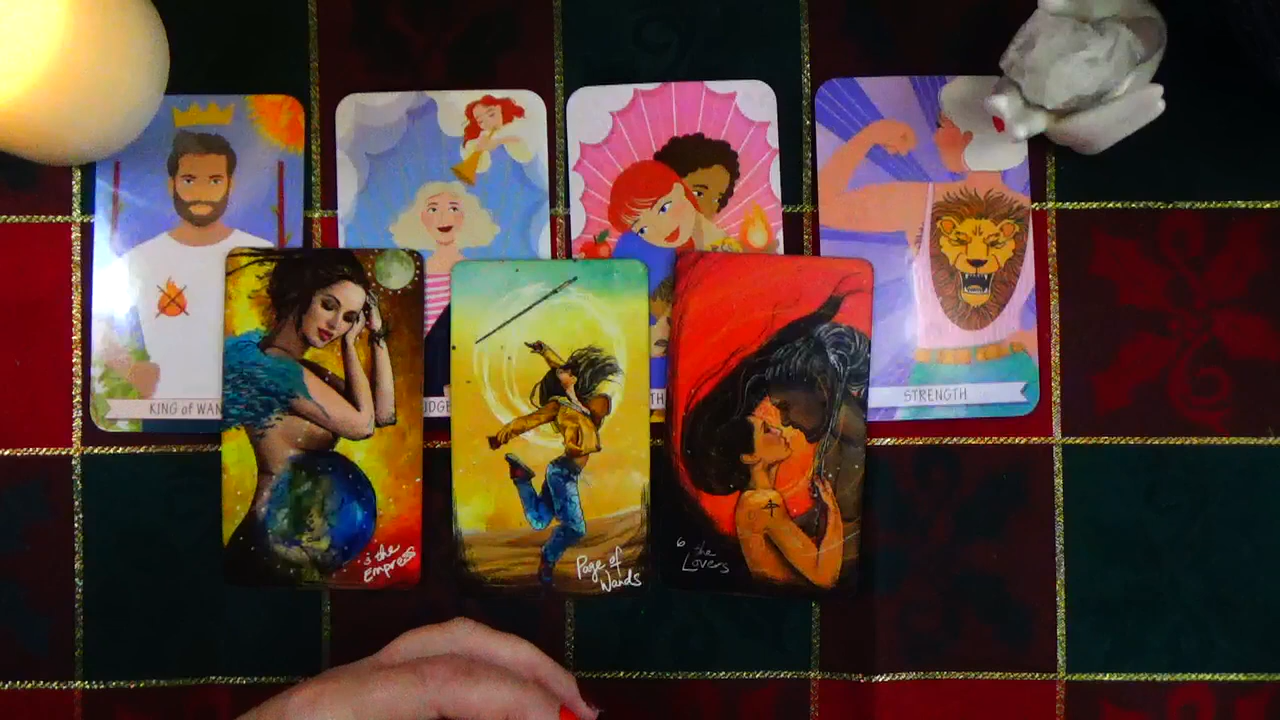 KING of WAN
STRENGTH
3 the
Empress
Page of
Wands
6 the
Lovers